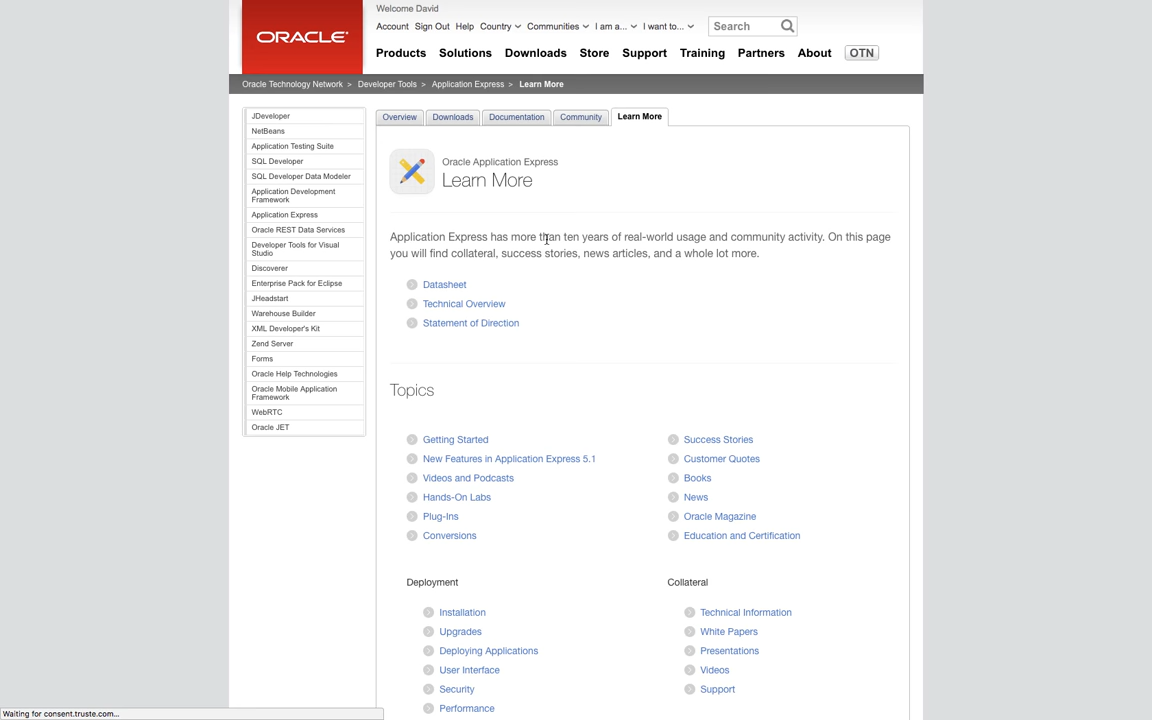 Welcome David
Account Sign Out Help Country Communities I am a... I want to... Search
ORACLE
Products Solutions Downloads Store Support Training Partners About OTN
Oracle Technology Network > Developer Tools > Application Express > Learn More
JDeveloper
NetBeans
Application Testing Suite
SQL Developer
SQL Developer Data Modeler
Application Development
Framework
Application Express
Oracle REST Data Services
Developer Tools for Visual
Studio
Discoverer
Enterprise Pack for Eclipse
JHeadstart
Warehouse Builder
XML Developer's Kit
Zend Server
Forms
Oracle Help Technologies
Oracle Mobile Application
Framework
WebRTC
Oracle JET
Overview Downloads Documentation Community Learn More
Oracle Application Express
Learn More
Application Express has more than ten years of real-world usage and community activity. On this page
you will find collateral, success stories, news articles, and a whole lot more.
Datasheet
Technical Overview
Statement of Direction
Topics
Getting Started
New Features in Application Express 5.1
Videos and Podcasts
Hands-On Labs
Plug-Ins
Conversions
Success Stories
Customer Quotes
Books
News
Oracle Magazine
Education and Certification
Deployment
Installation
Upgrades
Deploying Applications
User Interface
Security
Performance
Collateral
Technical Information
White Papers
Presentations
Videos
Support
Waiting for consent.truste.com...